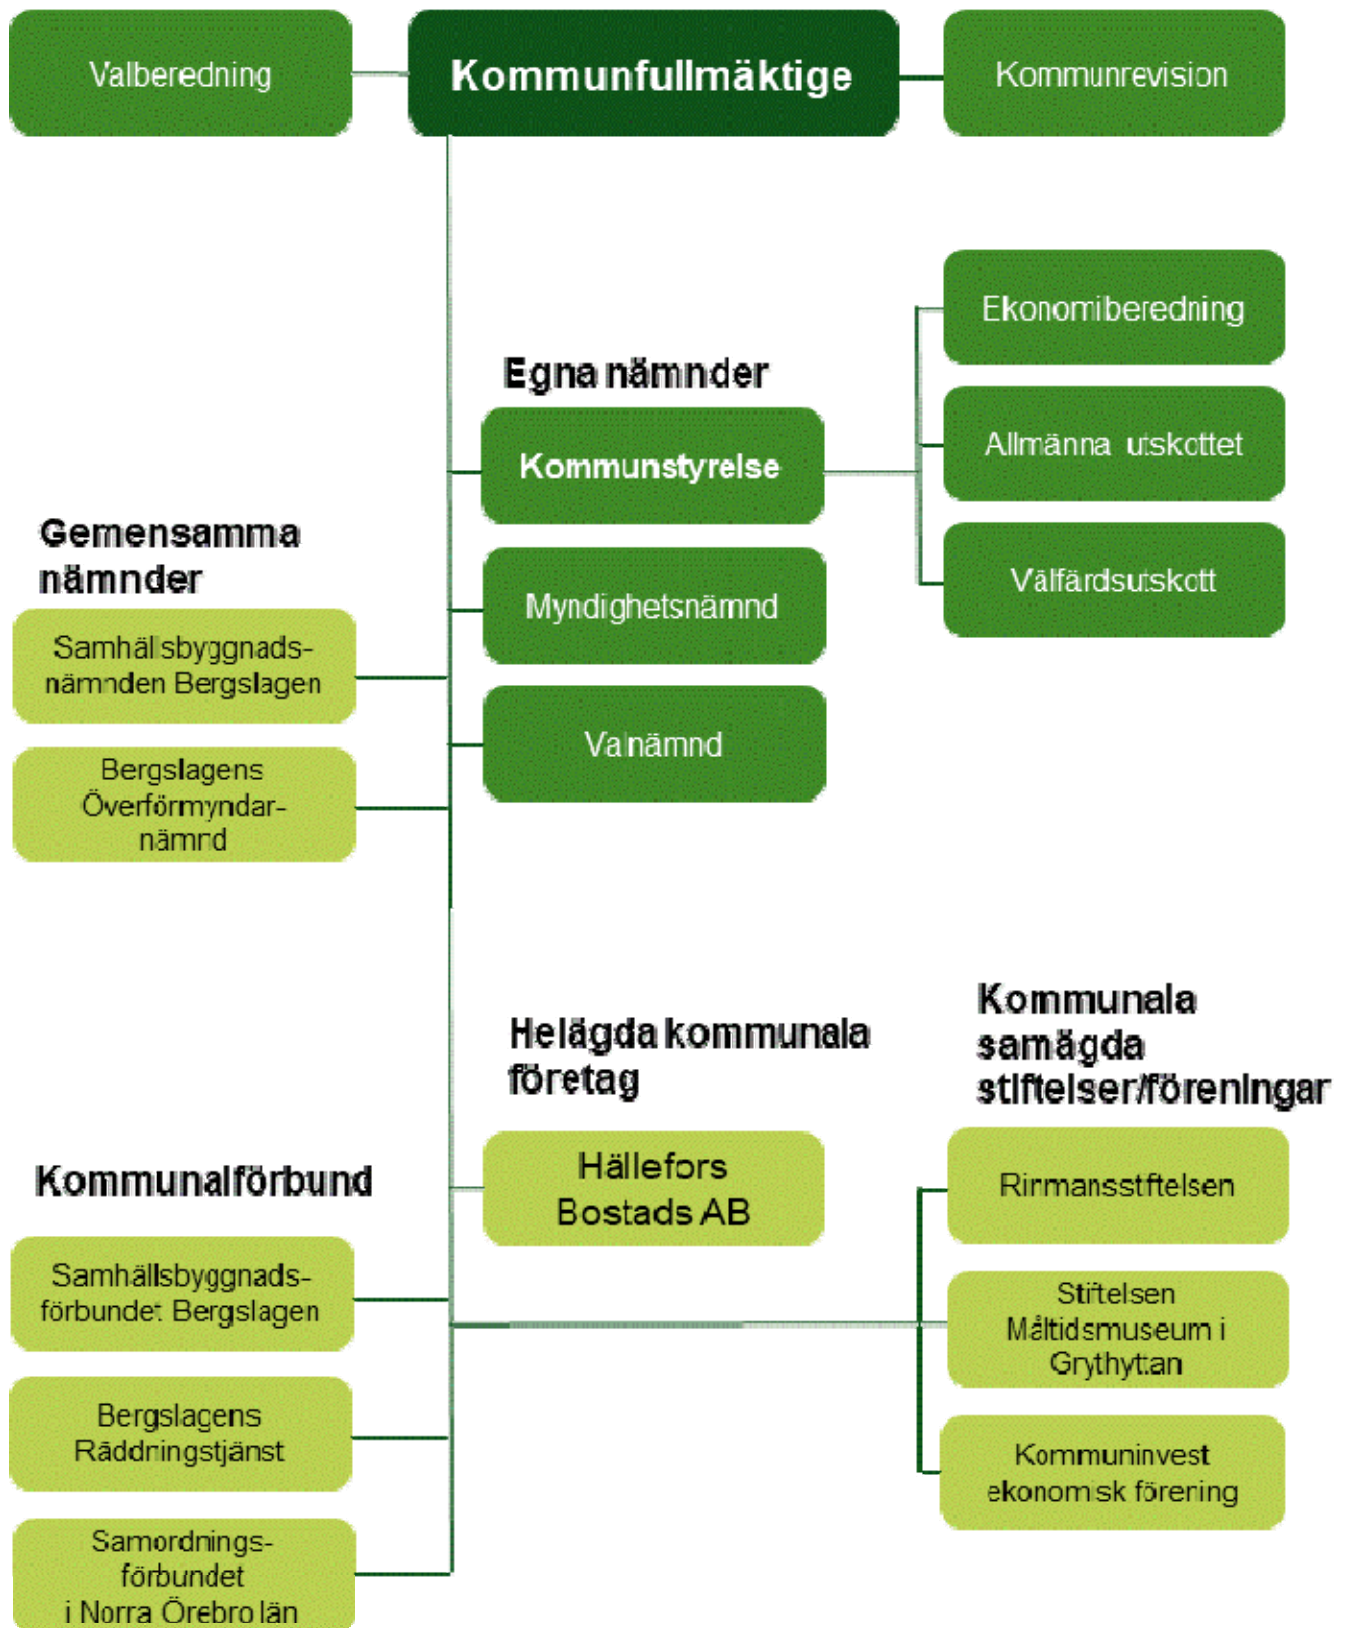 Valberedning
Kommunfullmäktige
Kommunrevision
Ekonomiberedning
Allmänna utskottet
Välfärdsutskott
Egna nämnder
Kommunstyrelse
Myndighetsnämnd
Valnämnd
Gemensamma
nämnder
Samhällsbyggnads-
nämnden Bergslagen
Bergslagens
Överförmyndar-
nämnd
Helägda kommunala
företag
Hällefors
Bostads AB
Kommunala
samägda
stiftelser/föreningar
Rinmansstiftelsen
Stiftelsen
Måltidsmuseum i
Grythyttan
Kommuninvest
ekonomisk förening
Kommunalförbund
Samhällsbyggnads-
förbundet Bergslagen
Bergslagens
Räddningstjänst
Samordnings-
förbundet
i Norra Örebro län